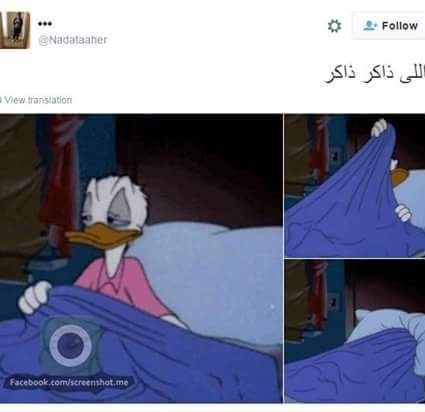 •••
@Nadataaher
Follow
اللى ذاكر ذاكر
View translation
Facebook.com/screenshot.me